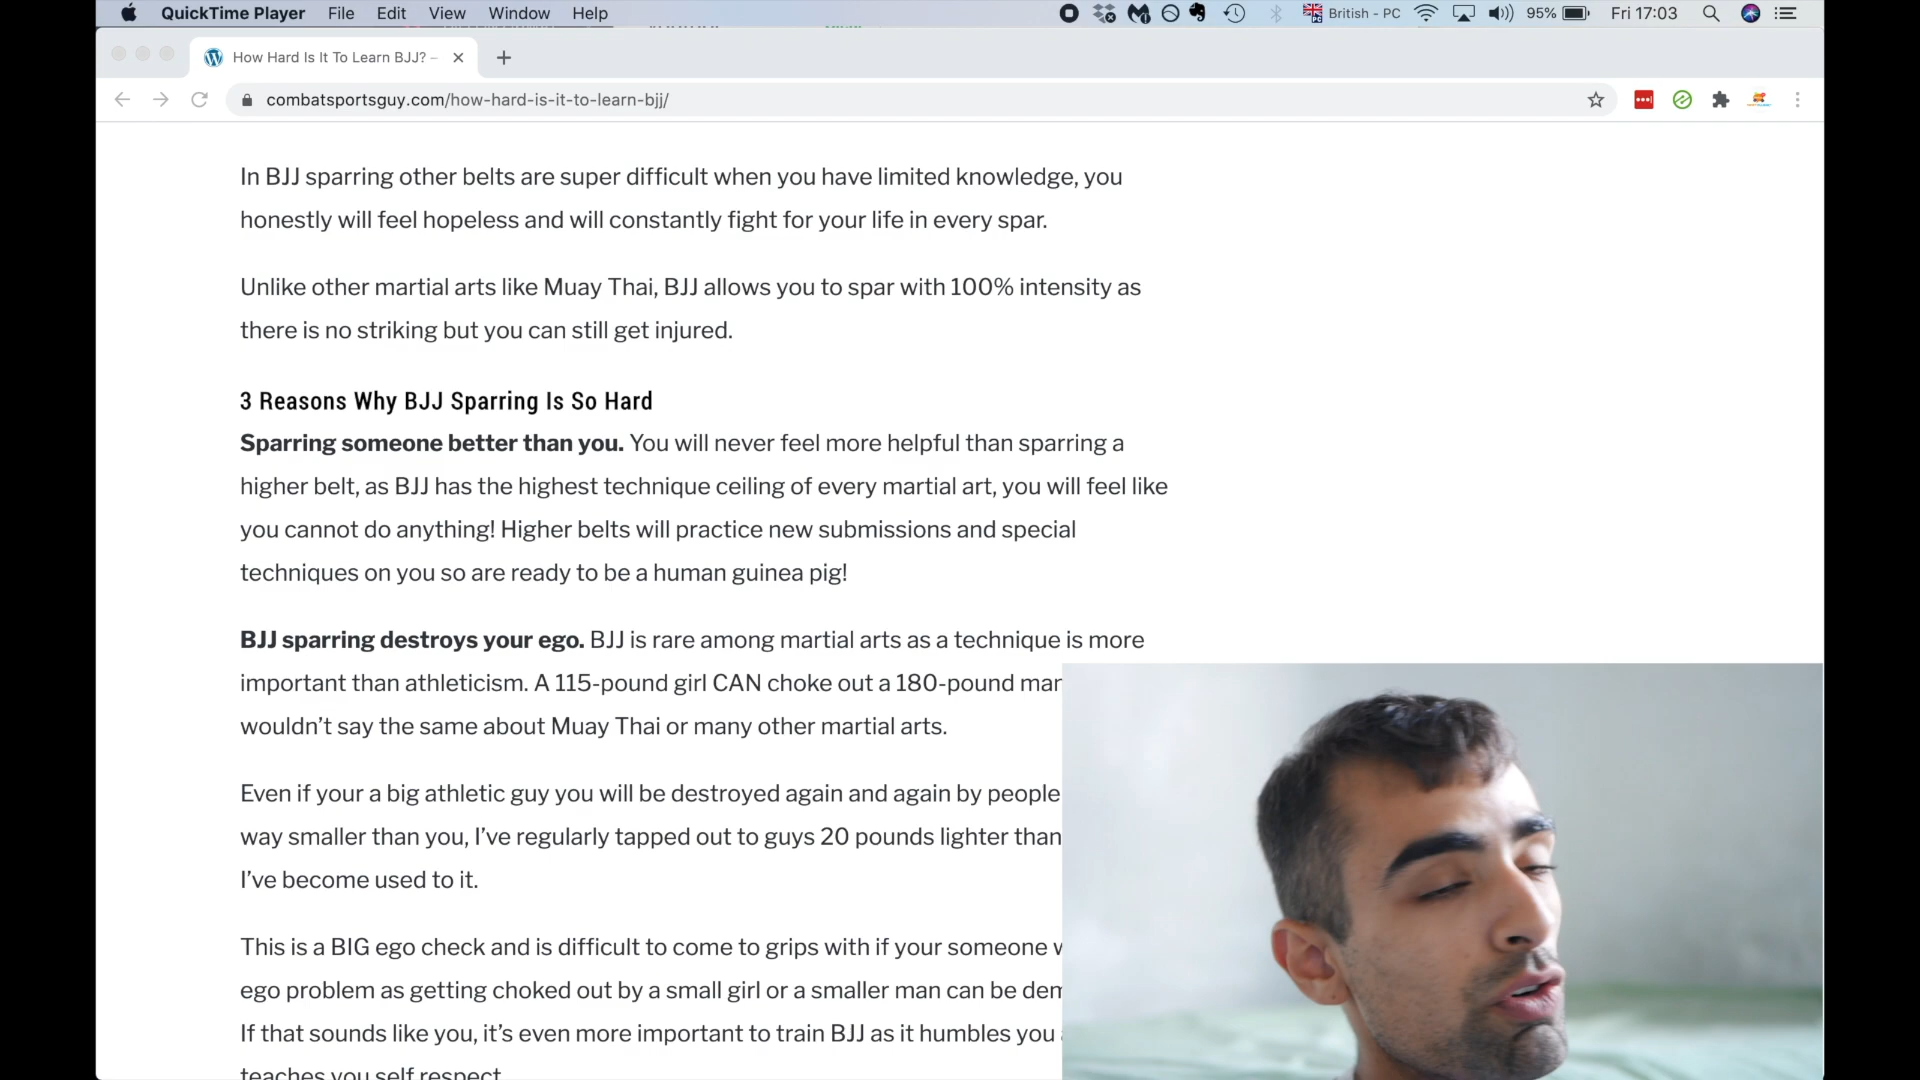 QuickTime Player File Edit View Window Help British - PC 95% Fri 17:03
How Hard Is It To Learn BJJ? –
combatsportsguy.com/how-hard-is-it-to-learn-bjj/
In BJJ sparring other belts are super difficult when you have limited knowledge, you
honestly will feel hopeless and will constantly fight for your life in every spar.
Unlike other martial arts like Muay Thai, BJJ allows you to spar with 100% intensity as
there is no striking but you can still get injured.
3 Reasons Why BJJ Sparring Is So Hard
Sparring someone better than you. You will never feel more helpful than sparring a
higher belt, as BJJ has the highest technique ceiling of every martial art, you will feel like
you cannot do anything! Higher belts will practice new submissions and special
techniques on you so are ready to be a human guinea pig!
BJJ sparring destroys your ego. BJJ is rare among martial arts as a technique is more
important than athleticism. A 115-pound girl CAN choke out a 180-pound
wouldn't say the same about Muay Thai or many other martial arts.
Even if your a big athletic guy you will be destroyed again and again by people
way smaller than you, I've regularly tapped out to guys 20 pounds lighter than
I've become used to it.
This is a BIG ego check and is difficult to come to grips with if your someone
ego problem as getting choked out by a small girl or a smaller man can be
If that sounds like you, it's even more important to train BJJ as it humbles you
teaches you self respect